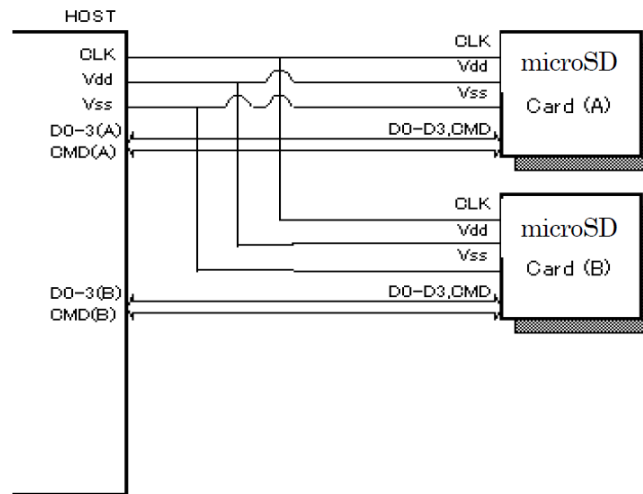 HOST
CLK
Vdd
Vss
D0-3(A)
CMD(A)
CLK
Vdd
Vss
D0-D3,CMD
microSD
Card (A)
CLK
Vdd
Vss
D0-D3,CMD
microSD
Card (B)
D0-3(B)
CMD(B)